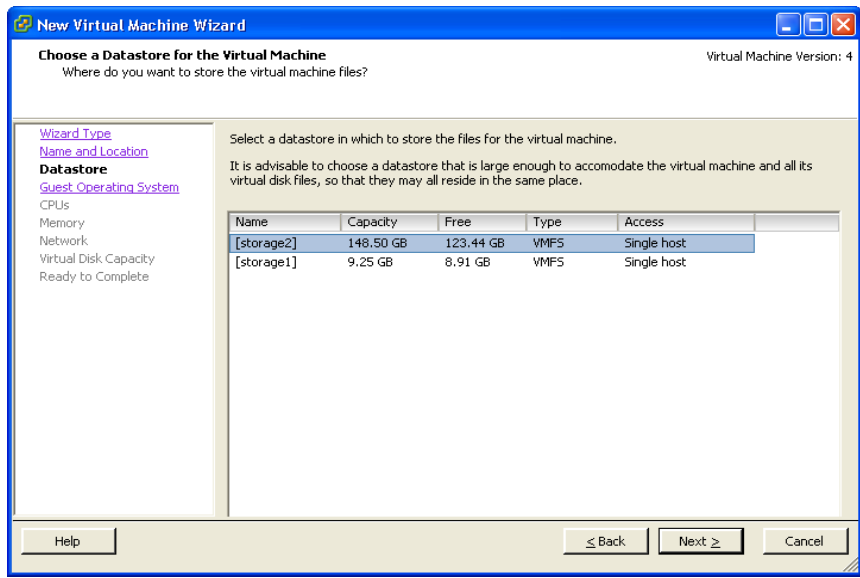 New Virtual Machine Wizard
Choose a Datastore for the Virtual Machine
Virtual Machine Version: 4
Where do you want to store the virtual machine files?
Wizard Type
Name and Location
Datastore
Guest Operating System
CPUs
Memory
Network
Virtual Disk Capacity
Ready to Complete
Select a datastore in which to store the files for the virtual machine.
It is advisable to choose a datastore that is large enough to accomodate the virtual machine and all its
virtual disk files, so that they may all reside in the same place.
Name Capacity Free Type Access
[storage2] 148.50 GB 123.44 GB VMFS Single host
[storage1] 9.25 GB 8.91 GB VMFS Single host
Help
< Back
Next >
Cancel